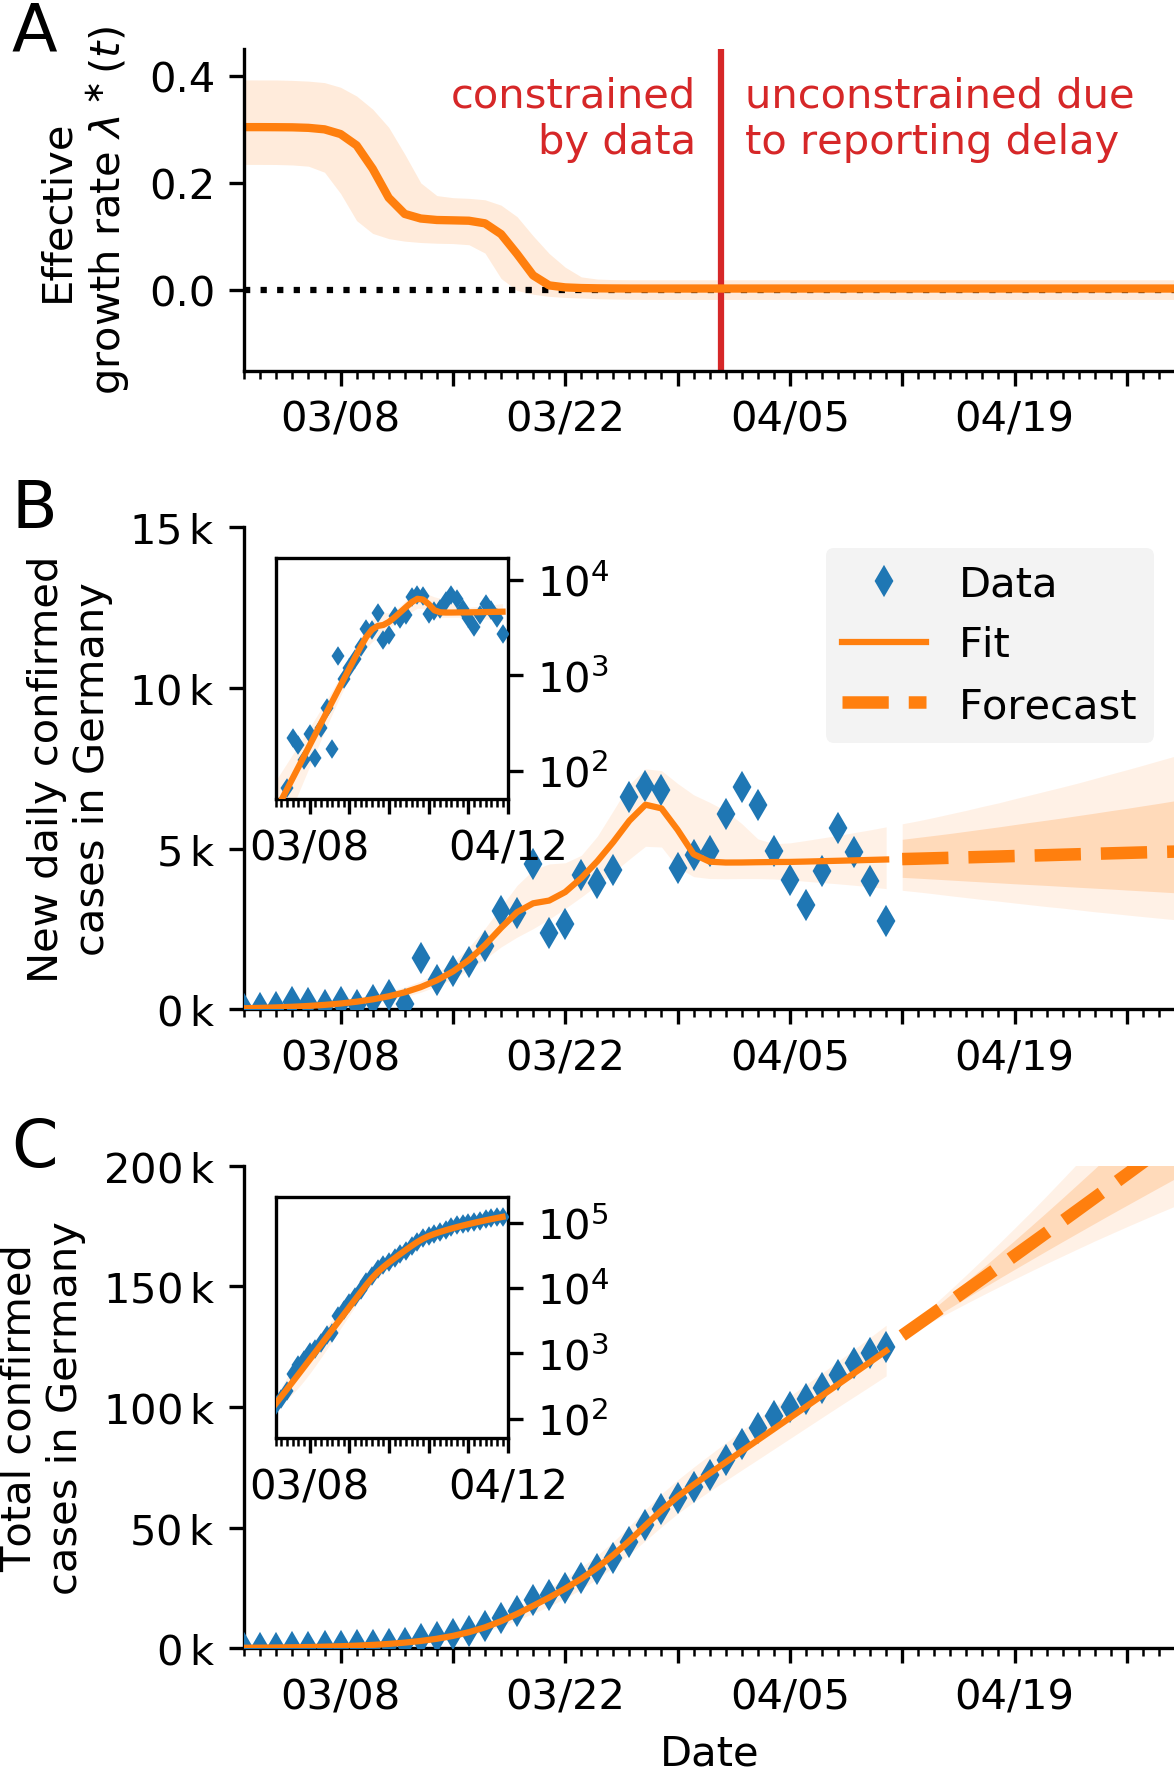 A
Effective
growth rate λ * (t)
0.4
0.2
0.0
constrained
by data
unconstrained due
to reporting delay
03/08
03/22
04/05
04/19
B
New daily confirmed
cases in Germany
15 k
10 k
5 k
0 k
10⁴
10³
10²
03/08
04/12
Data
Fit
Forecast
03/08
03/22
04/05
04/19
C
Total confirmed
cases in Germany
200 k
150 k
100 k
50 k
0 k
10⁵
10⁴
10³
10²
03/08
04/12
03/08
03/22
04/05
04/19
Date